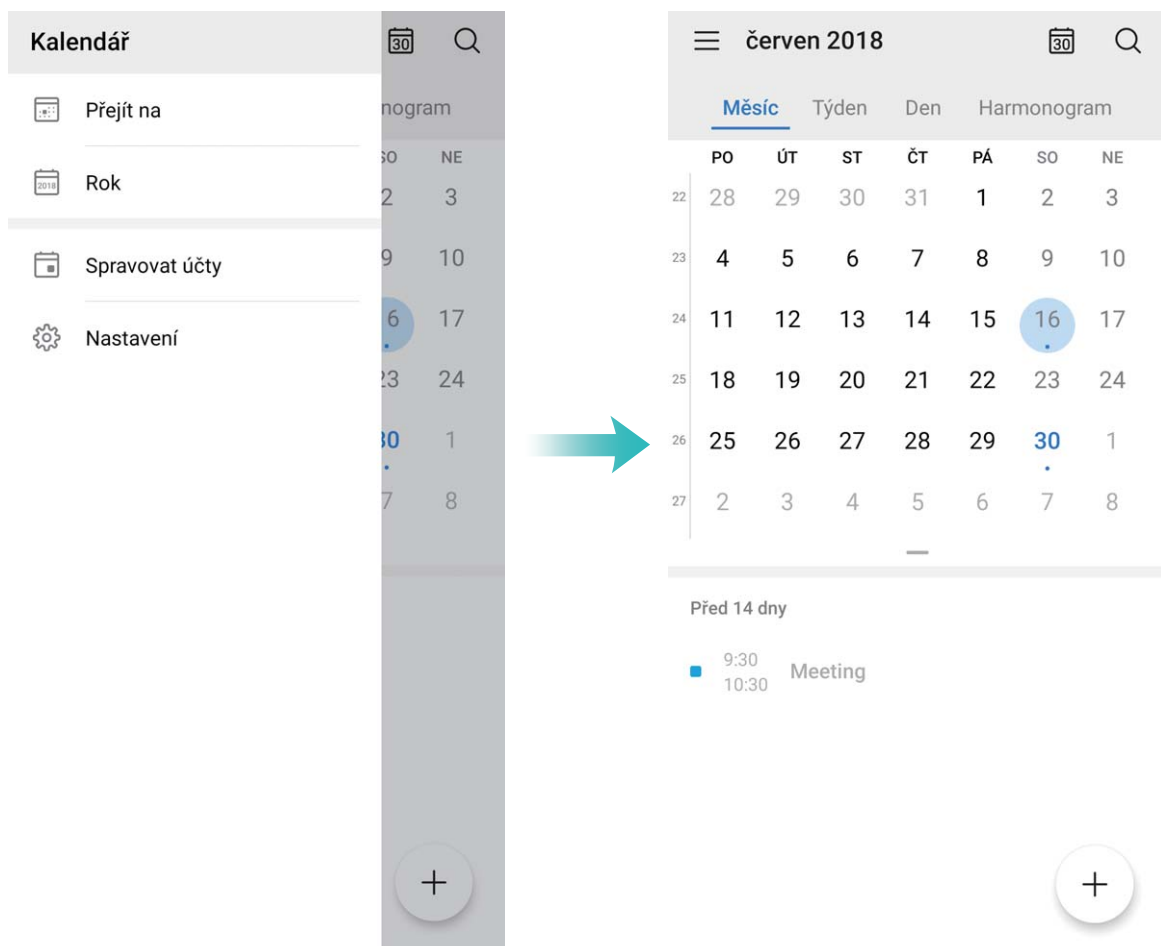 Kalendář
30
Přejít na
nogram
2018
Rok
SO NE
2 3
Spravovat účty
9 10
6 17
Nastavení
23 24
30 1
7 8
červen 2018
30
Měsíc Týden Den Harmonogram
PO ÚT ST ČT PÁ SO NE
22 28 29 30 31 1 2 3
23 4 5 6 7 8 9 10
24 11 12 13 14 15 16 17
25 18 19 20 21 22 23 24
26 25 26 27 28 29 30 1
27 2 3 4 5 6 7 8
Před 14 dny
9:30
10:30 Meeting